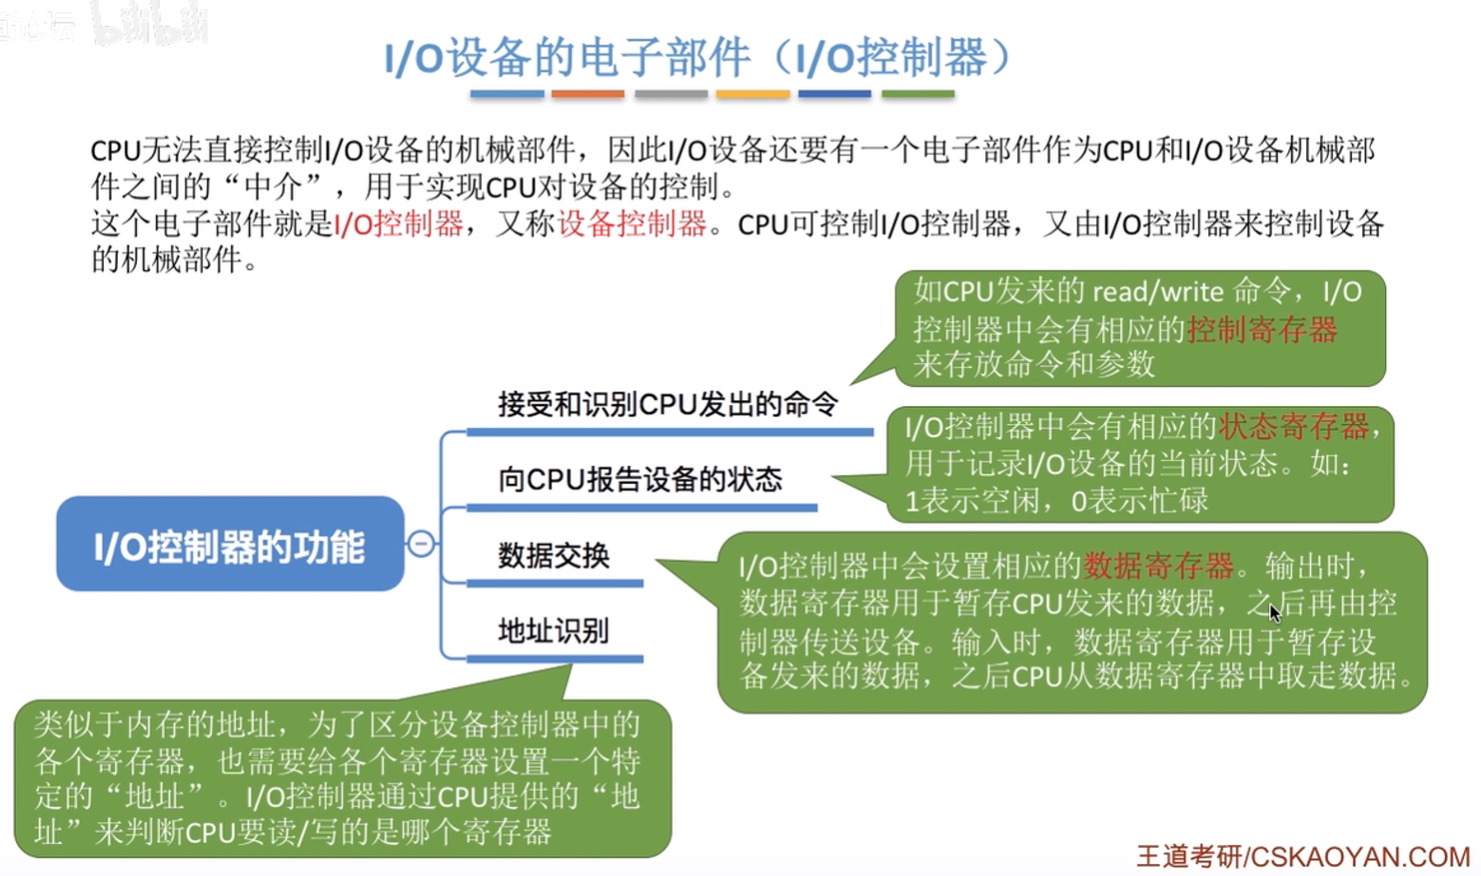 bilibili
I/O设备的电子部件（I/O控制器）
CPU无法直接控制I/O设备的机械部件，因此I/O设备还要有一个电子部件作为CPU和I/O设备机械部
件之间的“中介”，用于实现CPU对设备的控制。
这个电子部件就是I/O控制器，又称设备控制器。CPU可控制I/O控制器，又由I/O控制器来控制设备
的机械部件。
如CPU发来的 read/write 命令，I/O
控制器中会有相应的控制寄存器
来存放命令和参数
接受和识别CPU发出的命令
I/O控制器中会有相应的状态寄存器，
用于记录I/O设备的当前状态。如：
1表示空闲，0表示忙碌
向CPU报告设备的状态
I/O控制器的功能
数据交换
I/O控制器中会设置相应的数据寄存器。输出时，
数据寄存器用于暂存CPU发来的数据，之后再由控
制器传送设备。输入时，数据寄存器用于暂存设
备发来的数据，之后CPU从数据寄存器中取走数据。
地址识别
类似于内存的地址，为了区分设备控制器中的
各个寄存器，也需要给各个寄存器设置一个特
定的“地址”。I/O控制器通过CPU提供的“地
址”来判断CPU要读/写的是哪个寄存器
王道考研/CSKAOYAN.COM